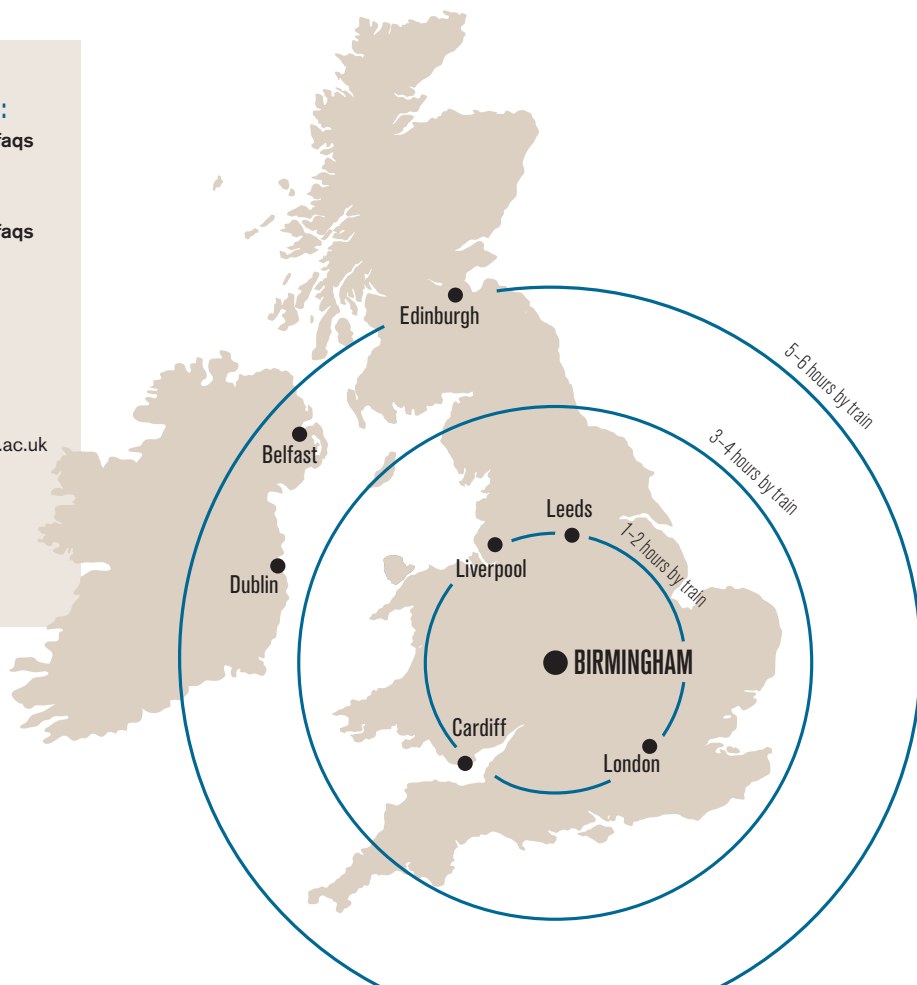 :
faqs
faqs
.ac.uk
Edinburgh
5–6 hours by train
3–4 hours by train
Belfast
Leeds
1–2 hours by train
Liverpool
Dublin
BIRMINGHAM
Cardiff
London